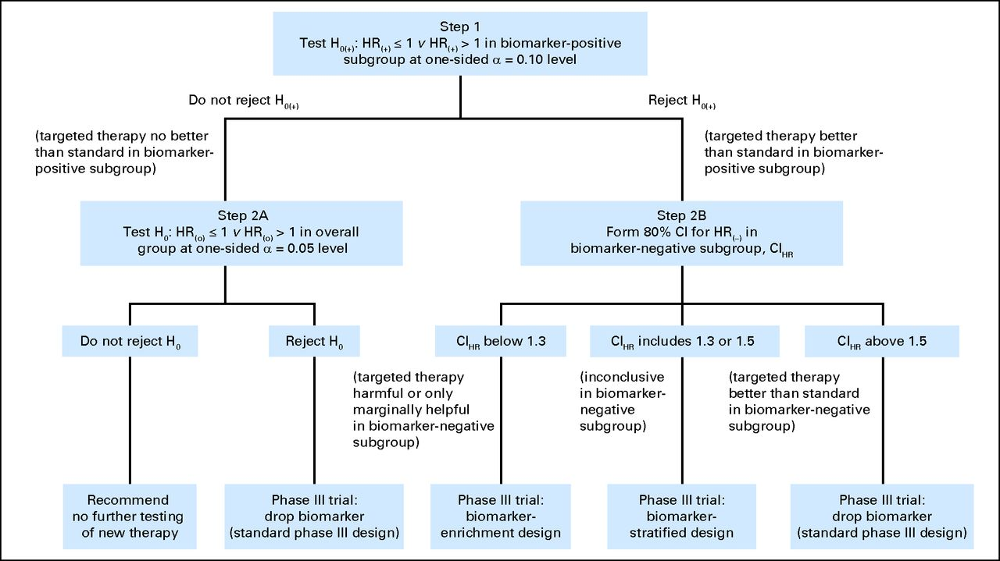 Step 1
Test H0(+): HR(+) ≤ 1 v HR(+) > 1 in biomarker-positive
subgroup at one-sided α = 0.10 level
Do not reject H0(+)
Reject H0(+)
(targeted therapy no better
than standard in biomarker-
positive subgroup)
(targeted therapy better
than standard in biomarker-
positive subgroup)
Step 2A
Test H0: HR(o) ≤ 1 v HR(o) > 1 in overall
group at one-sided α = 0.05 level
Step 2B
Form 80% CI for HR(–) in
biomarker-negative subgroup, CIHR
Do not reject H0
Reject H0
CIHR below 1.3
CIHR includes 1.3 or 1.5
CIHR above 1.5
(targeted therapy
harmful or only
marginally helpful
in biomarker-negative
subgroup)
(inconclusive
in biomarker-
negative
subgroup)
(targeted therapy
better than standard
in biomarker-negative
subgroup)
Recommend
no further testing
of new therapy
Phase III trial:
drop biomarker
(standard phase III design)
Phase III trial:
biomarker-
enrichment design
Phase III trial:
biomarker-
stratified design
Phase III trial:
drop biomarker
(standard phase III design)